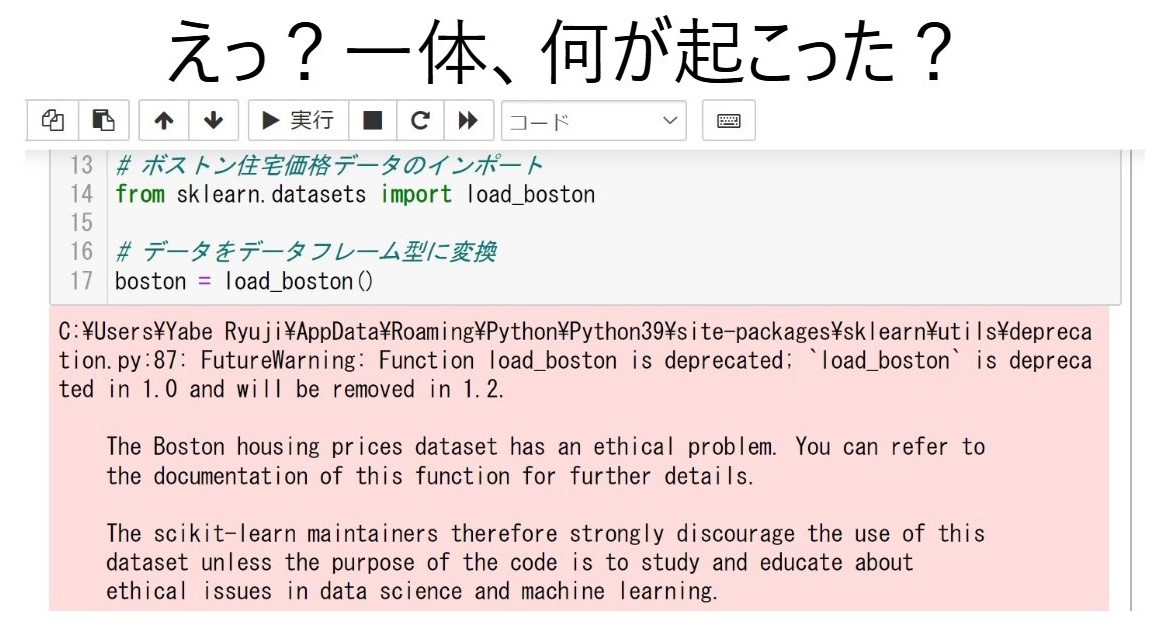 えっ？一体、何が起こった？
実行 コード
13 # ボストン住宅価格データのインポート
14 from sklearn.datasets import load_boston
15
16 # データをデータフレーム型に変換
17 boston = load_boston()
C:¥Users¥Yabe Ryuji¥AppData¥Roaming¥Python¥Python39¥site-packages¥sklearn¥utils¥depreca
tion.py:87: FutureWarning: Function load_boston is deprecated; `load_boston` is depreca
ted in 1.0 and will be removed in 1.2.
The Boston housing prices dataset has an ethical problem. You can refer to
the documentation of this function for further details.
The scikit-learn maintainers therefore strongly discourage the use of this
dataset unless the purpose of the code is to study and educate about
ethical issues in data science and machine learning.